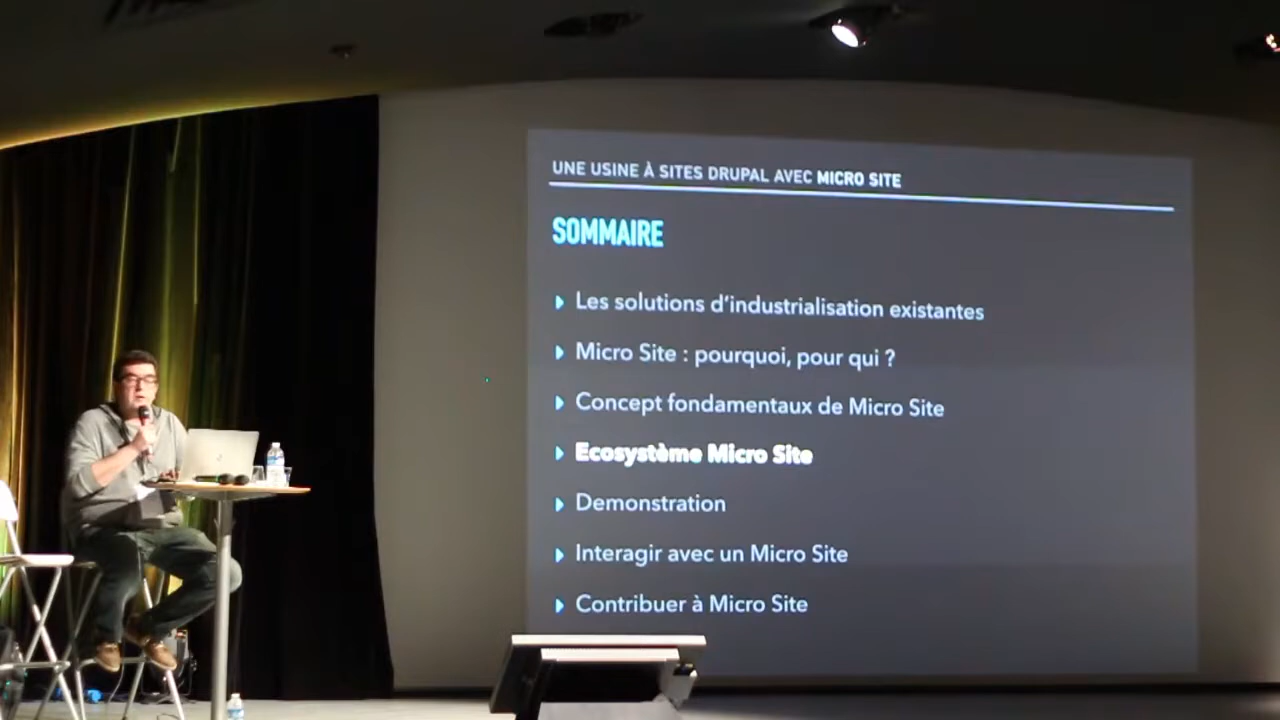 UNE USINE À SITES DRUPAL AVEC MICRO SITE
SOMMAIRE
Les solutions d'industrialisation existantes
Micro Site : pourquoi, pour qui ?
Concept fondamentaux de Micro Site
Ecosystème Micro Site
Demonstration
Interagir avec un Micro Site
Contribuer à Micro Site